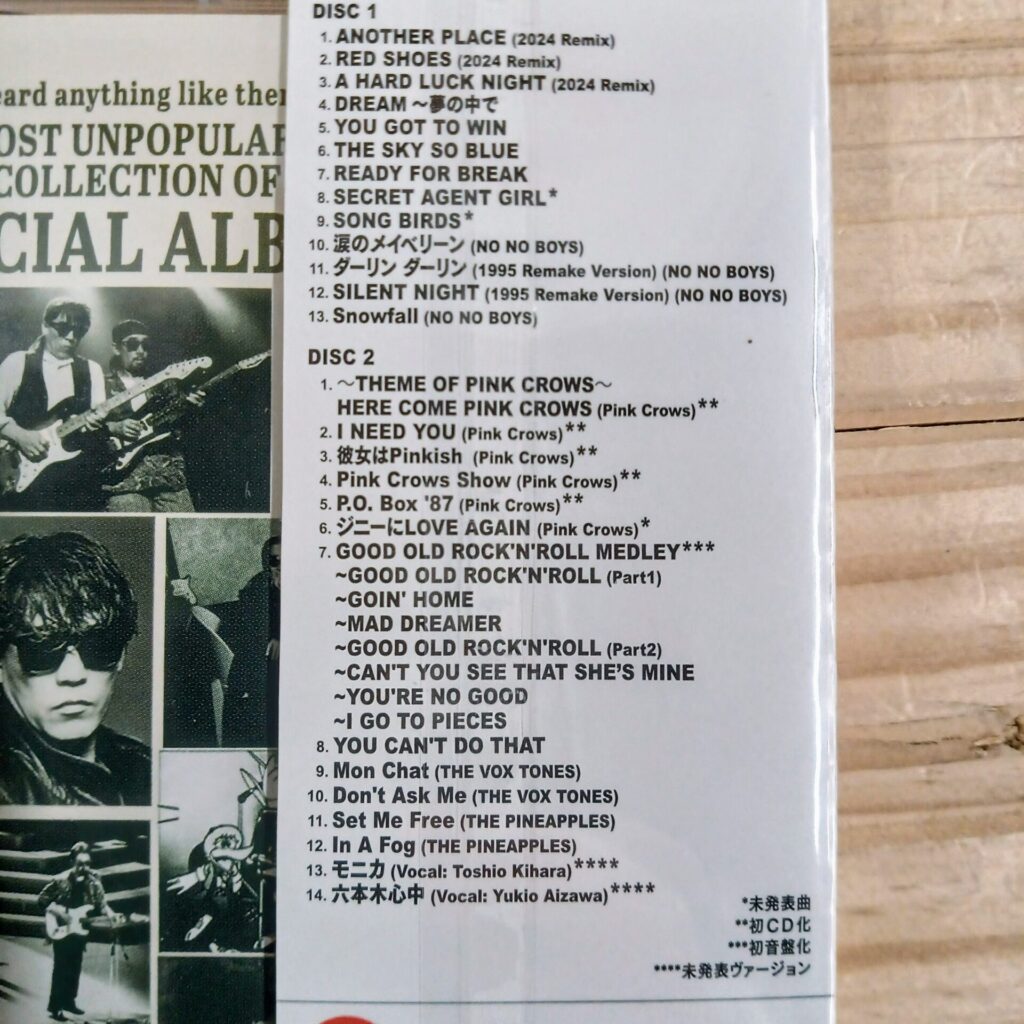 eard anything like the
OST UNPOPULAR
COLLECTION OF
CIAL ALB
DISC 1
1. ANOTHER PLACE (2024 Remix)
2. RED SHOES (2024 Remix)
3. A HARD LUCK NIGHT (2024 Remix)
4. DREAM 〜夢の中で
5. YOU GOT TO WIN
6. THE SKY SO BLUE
7. READY FOR BREAK
8. SECRET AGENT GIRL*
9. SONG BIRDS*
10. 涙のメイベリーン (NO NO BOYS)
11. ダーリン ダーリン (1995 Remake Version) (NO NO BOYS)
12. SILENT NIGHT (1995 Remake Version) (NO NO BOYS)
13. Snowfall (NO NO BOYS)
DISC 2
1. 〜THEME OF PINK CROWS〜
HERE COME PINK CROWS (Pink Crows)**
2. I NEED YOU (Pink Crows)**
3. 彼女はPinkish (Pink Crows)**
4. Pink Crows Show (Pink Crows)**
5. P.O. Box '87 (Pink Crows)**
6. ジニーにLOVE AGAIN (Pink Crows)*
7. GOOD OLD ROCK'N'ROLL MEDLEY***
~GOOD OLD ROCK'N'ROLL (Part1)
~GOIN' HOME
~MAD DREAMER
~GOOD OLD ROCK'N'ROLL (Part2)
~CAN'T YOU SEE THAT SHE’S MINE
~YOU'RE NO GOOD
~I GO TO PIECES
8. YOU CAN'T DO THAT
9. Mon Chat (THE VOX TONES)
10. Don't Ask Me (THE VOX TONES)
11. Set Me Free (THE PINEAPPLES)
12. In A Fog (THE PINEAPPLES)
13. モニカ (Vocal: Toshio Kihara)****
14. 六本木心中 (Vocal: Yukio Aizawa)****
*未発表曲
**初CD化
***初音盤化
****未発表ヴァージョン